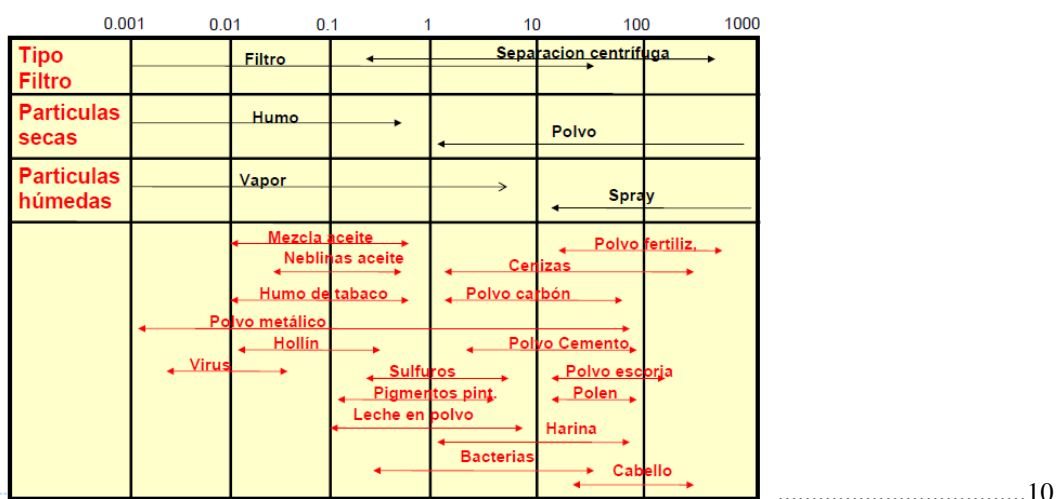 0.001 0.01 0.1 1 10 100 1000
Tipo Filtro Separacion centrífuga
Filtro
Particulas Humo
secas Polvo
Particulas Vapor
húmedas Spray
Mezcla aceite Polvo fertiliz,
Neblinas aceite Cenizas
Humo de tabaco Polvo carbón
Polvo metálico
Hollín Polvo Cemento
Virus Sulfuros Polvo escoria
Pigmentos pint. Polen
Leche en polvo
Harina
Bacterias
Cabello
10